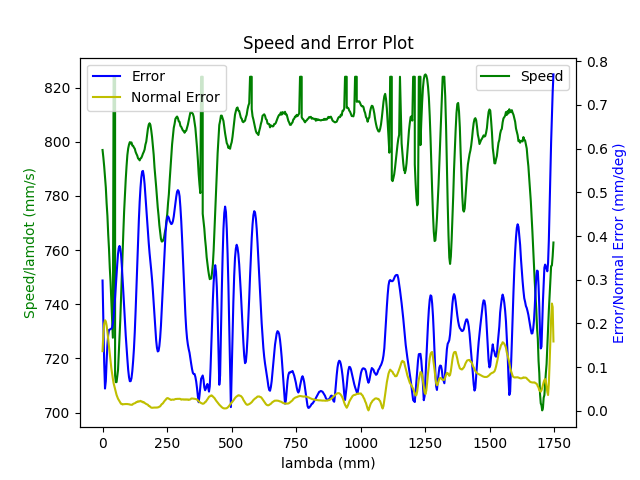 Speed and Error Plot
Error
Normal Error
Speed
820
800
780
760
740
720
700
0.8
0.7
0.6
0.5
0.4
0.3
0.2
0.1
0.0
0 250 500 750 1000 1250 1500 1750
lambda (mm)
Speed/lamdot (mm/s)
Error/Normal Error (mm/deg)